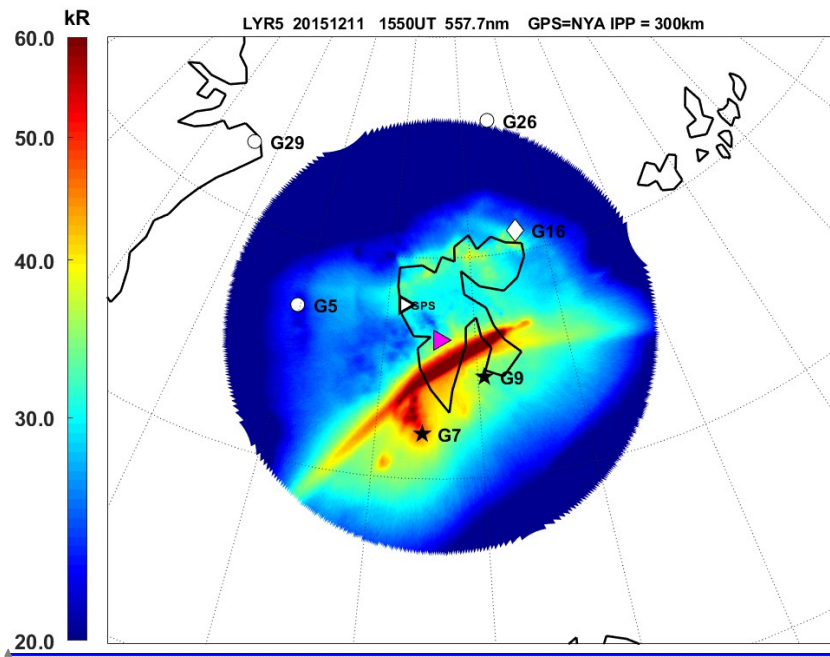 kR
LYR5 20151211 1550UT 557.7nm GPS=NYA IPP = 300km
60.0
50.0
40.0
30.0
20.0
G26
G29
G16
G5
GPS
G9
G7